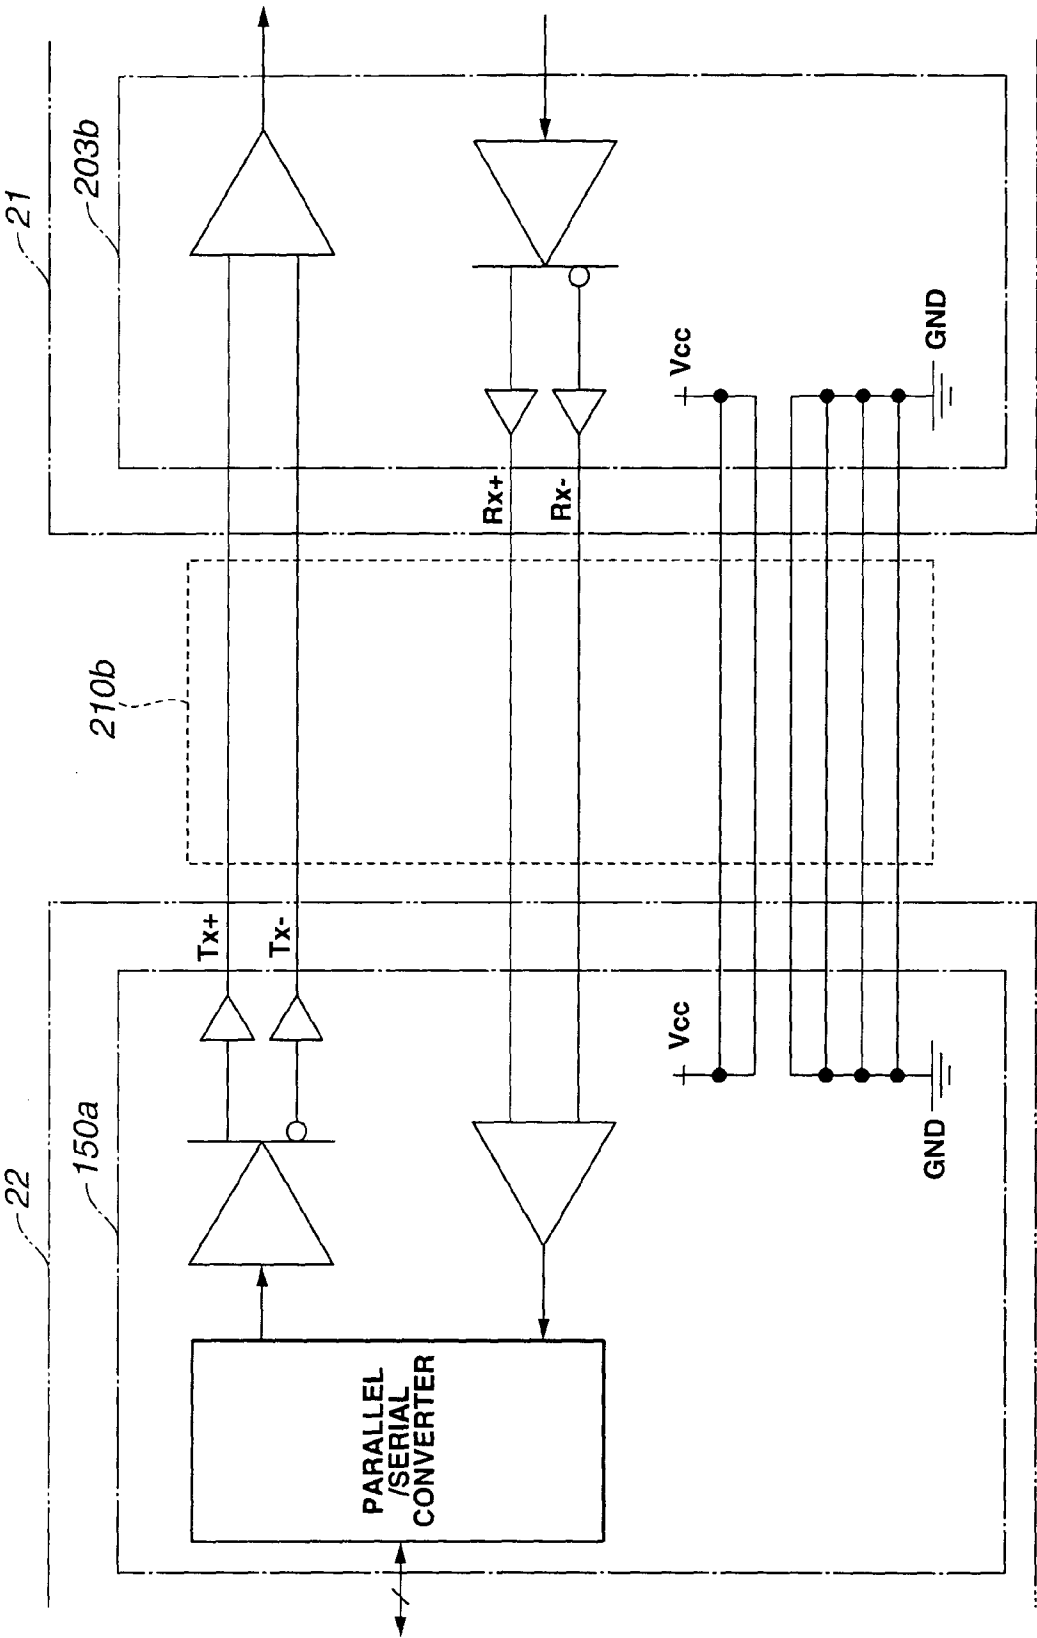 22
150a
PARALLEL
/SERIAL
CONVERTER
Tx+
Tx-
Vcc
GND
210b
21
203b
Rx+
Rx-
Vcc
GND